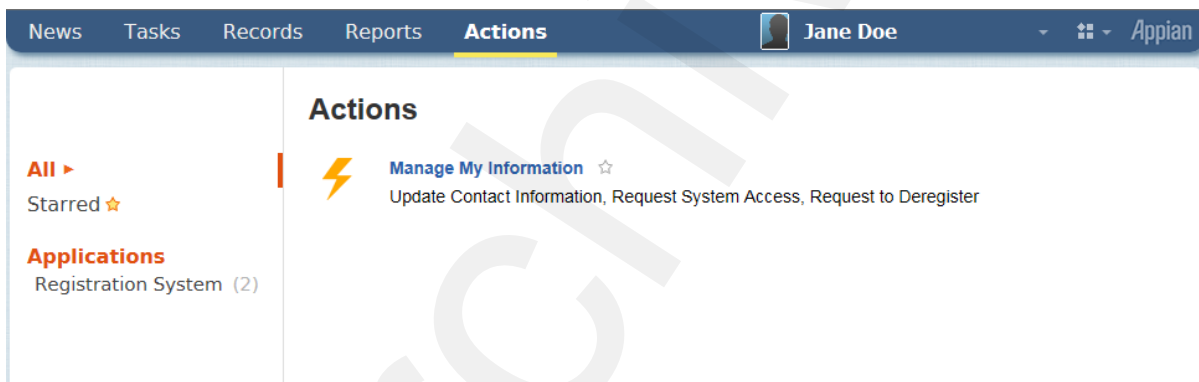 News Tasks Records Reports Actions Jane Doe Appian
Actions
All
Manage My Information
Update Contact Information, Request System Access, Request to Deregister
Starred
Applications
Registration System (2)